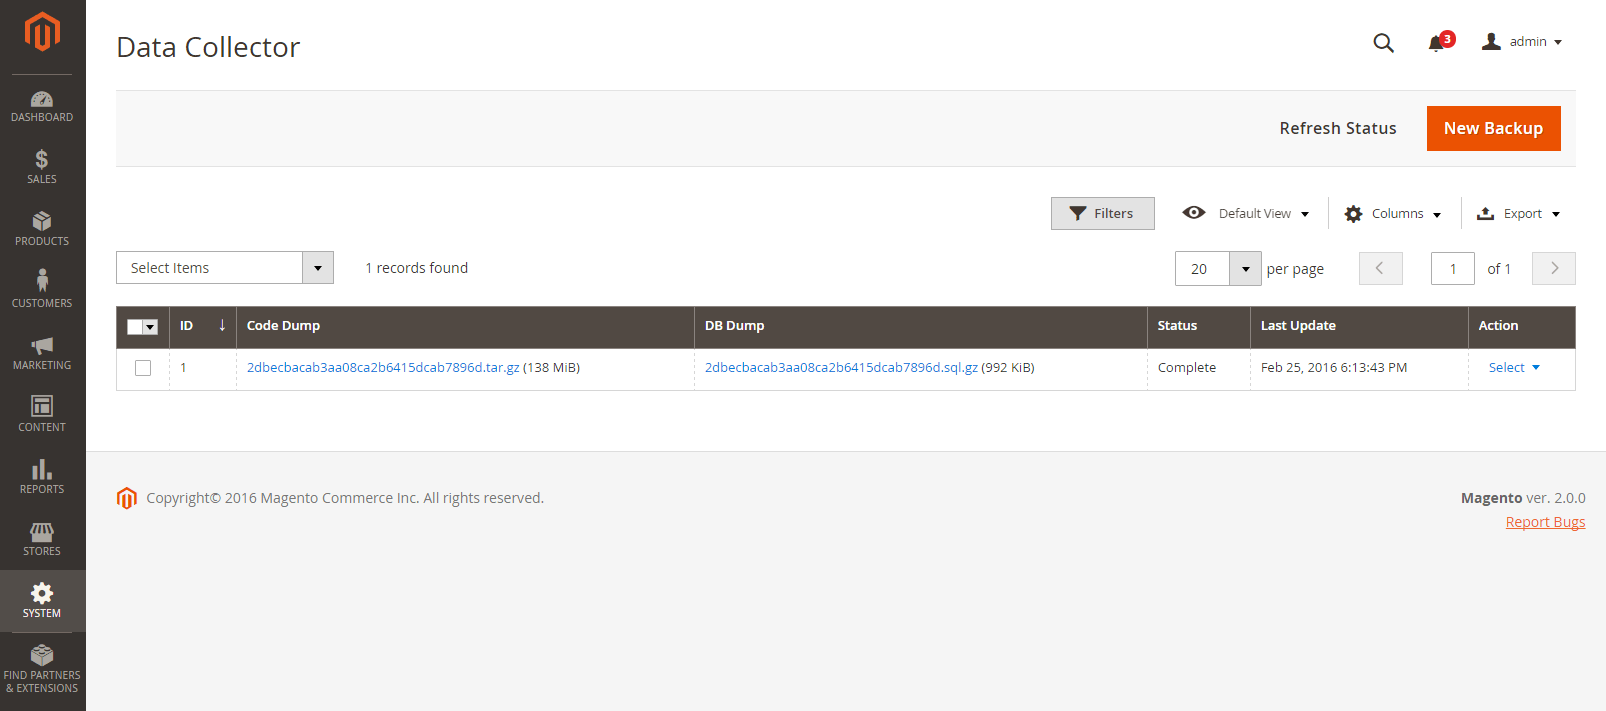 Data Collector
3
admin
DASHBOARD
SALES
PRODUCTS
CUSTOMERS
MARKETING
CONTENT
REPORTS
STORES
SYSTEM
FIND PARTNERS
& EXTENSIONS
Refresh Status
New Backup
Filters
Default View
Columns
Export
Select Items
1 records found
20
per page
1
of 1
ID ↓ Code Dump DB Dump Status Last Update Action
1 2dbecbacab3aa08ca2b6415dcab7896d.tar.gz (138 MiB) 2dbecbacab3aa08ca2b6415dcab7896d.sql.gz (992 KiB) Complete Feb 25, 2016 6:13:43 PM Select
Copyright© 2016 Magento Commerce Inc. All rights reserved.
Magento ver. 2.0.0
Report Bugs